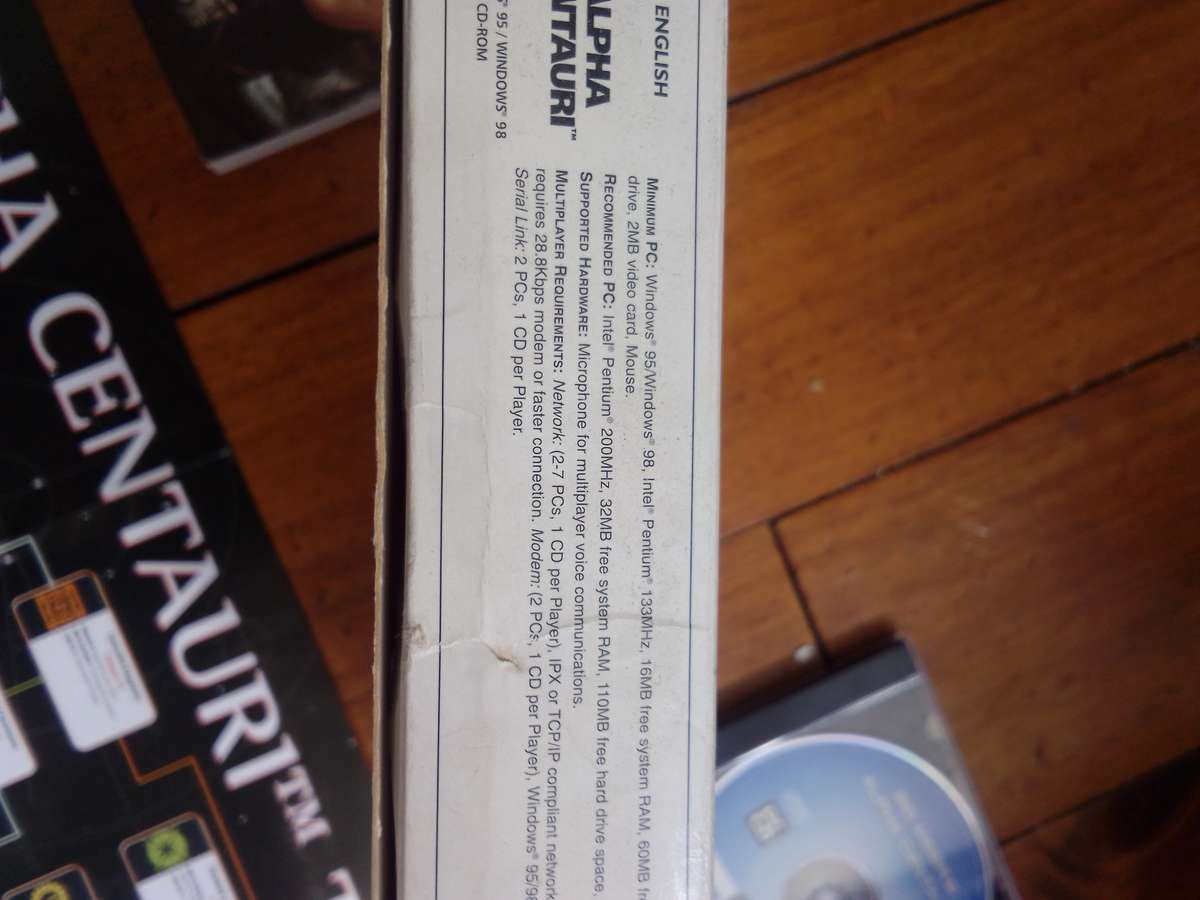 ENGLISH
ALPHA
NTAURI™
95 / WINDOWS® 98
CD-ROM
MINIMUM PC: Windows® 95/Windows® 98, Intel® Pentium® 133MHz, 16MB free system RAM, 60MB fr
drive, 2MB video card, Mouse.
RECOMMENDED PC: Intel® Pentium® 200MHz, 32MB free system RAM, 110MB free hard drive space,
SUPPORTED HARDWARE: Microphone for multiplayer voice communications.
MULTIPLAYER REQUIREMENTS: Network: (2-7 PCs, 1 CD per Player), IPX or TCP/IP compliant network
requires 28.8Kbps modem or faster connection. Modem: (2 PCs, 1 CD per Player), Windows® 95/98
Serial Link: 2 PCs, 1 CD per Player.
HA CENTAURI™ T